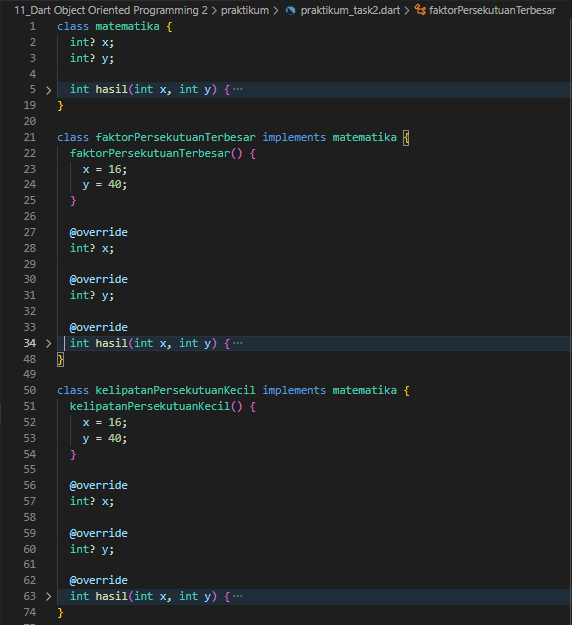 11_Dart Object Oriented Programming 2 > praktikum > praktikum_task2.dart > faktorPersekutuanTerbesar
1 class matematika {
2 int? x;
3 int? y;
4
5 > int hasil(int x, int y) {···
19 }
20
21 class faktorPersekutuanTerbesar implements matematika {
22 faktorPersekutuanTerbesar() {
23 x = 16;
24 y = 40;
25 }
26
27 @override
28 int? x;
29
30 @override
31 int? y;
32
33 @override
34 > int hasil(int x, int y) {···
48 }
49
50 class kelipatanPersekutuanKecil implements matematika {
51 kelipatanPersekutuanKecil() {
52 x = 16;
53 y = 40;
54 }
55
56 @override
57 int? x;
58
59 @override
60 int? y;
61
62 @override
63 > int hasil(int x, int y) {···
74 }